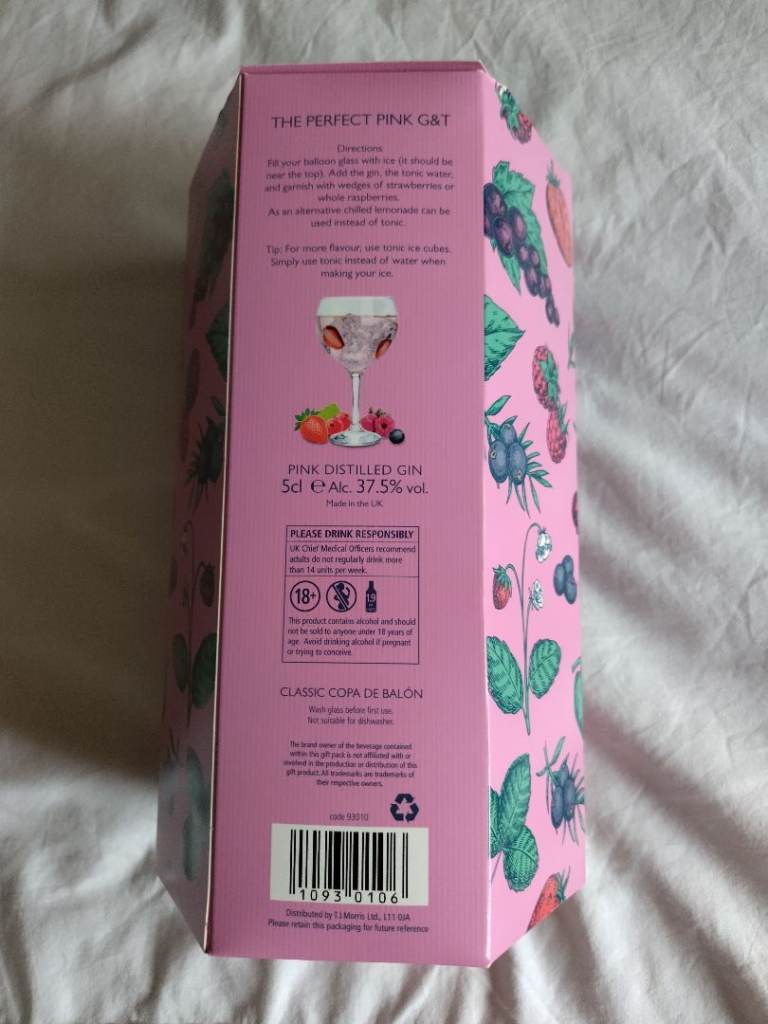 THE PERFECT PINK G&T
Directions
Fill your balloon glass with ice (it should be
near the top). Add the gin, the tonic water,
and garnish with wedges of strawberries or
whole raspberries.
As an alternative chilled lemonade can be
used instead of tonic.
Tip: For more flavour, use tonic ice cubes.
Simply use tonic instead of water when
making your ice.
PINK DISTILLED GIN
5cl ℮ Alc. 37.5% vol.
Made in the UK
PLEASE DRINK RESPONSIBLY
UK Chief Medical Officers recommend
adults do not regularly drink more
than 14 units per week.
18+ 1.9
This product contains alcohol and should
not be sold to anyone under 18 years of
age. Avoid drinking alcohol if pregnant
or trying to conceive.
CLASSIC COPA DE BALÓN
Wash glass before first use.
Not suitable for dishwasher.
The brand owner of the beverage contained
within this gift pack is not affiliated with or
involved in the production or distribution of this
gift product. All trademarks are trademarks of
their respective owners.
code 93010
1093 0106
Distributed by T.J.Morris Ltd., L11 0JA
Please retain this packaging for future reference